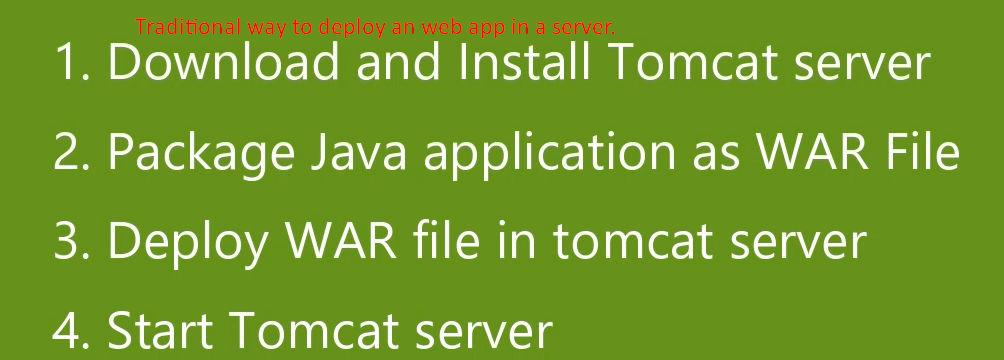 Traditional way to deploy an web app in a server.
1. Download and Install Tomcat server
2. Package Java application as WAR File
3. Deploy WAR file in tomcat server
4. Start Tomcat server